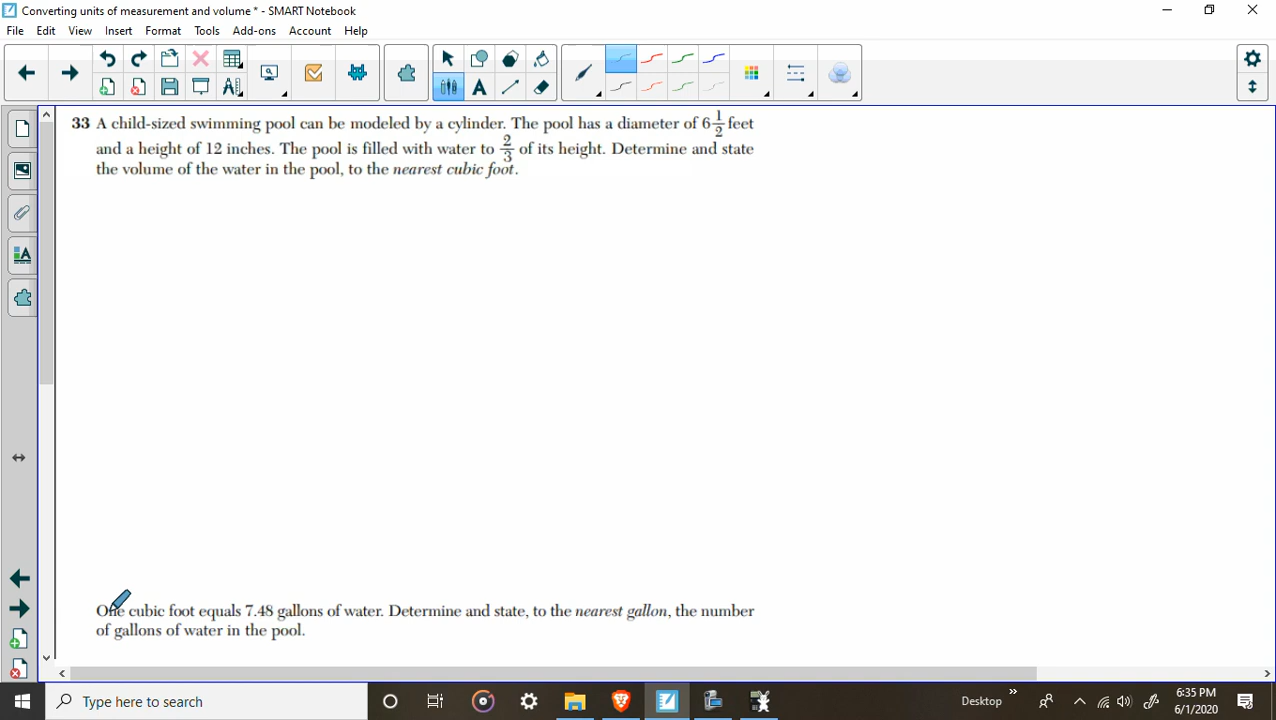 Converting units of measurement and volume * - SMART Notebook
File Edit View Insert Format Tools Add-ons Account Help
33 A child-sized swimming pool can be modeled by a cylinder. The pool has a diameter of 6 1/2 feet
and a height of 12 inches. The pool is filled with water to 2/3 of its height. Determine and state
the volume of the water in the pool, to the nearest cubic foot.
One cubic foot equals 7.48 gallons of water. Determine and state, to the nearest gallon, the number
of gallons of water in the pool.
Type here to search
Desktop
6:35 PM
6/1/2020